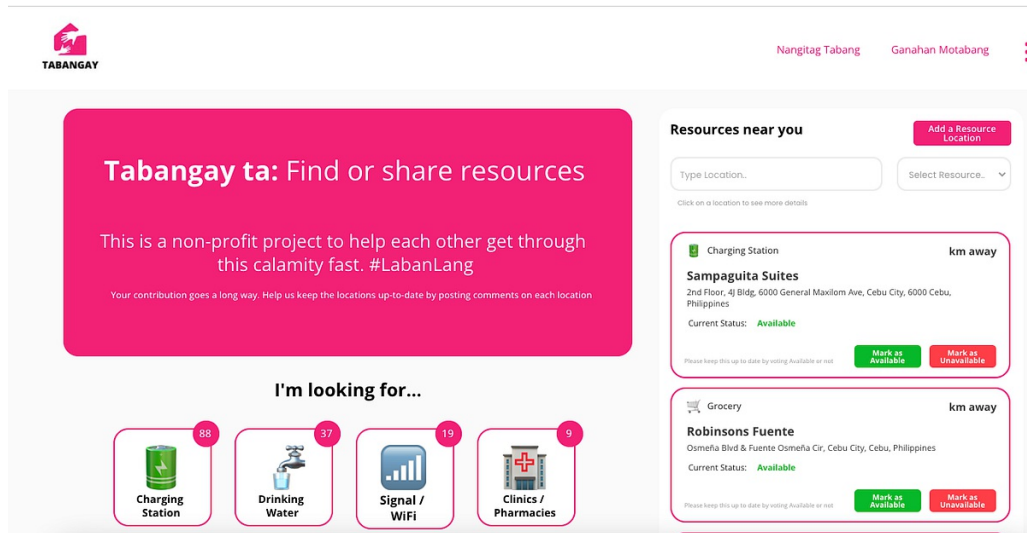 TABANGAY
Nangitag Tabang
Ganahan Motabang
Tabangay ta: Find or share resources
This is a non-profit project to help each other get through
this calamity fast. #LabanLang
Your contribution goes a long way. Help us keep the locations up-to-date by posting comments on each location
I'm looking for...
88
Charging
Station
37
Drinking
Water
19
Signal /
WiFi
9
Clinics /
Pharmacies
Resources near you
Add a Resource
Location
Type Location..
Select Resource..
Click on a location to see more details
Charging Station
km away
Sampaguita Suites
2nd Floor, 4J Bldg, 6000 General Maxilom Ave, Cebu City, 6000 Cebu,
Philippines
Current Status: Available
Please keep this up to date by voting Available or not
Mark as
Available
Mark as
Unavailable
Grocery
km away
Robinsons Fuente
Osmeña Blvd & Fuente Osmeña Cir, Cebu City, Cebu, Philippines
Current Status: Available
Please keep this up to date by voting Available or not
Mark as
Available
Mark as
Unavailable